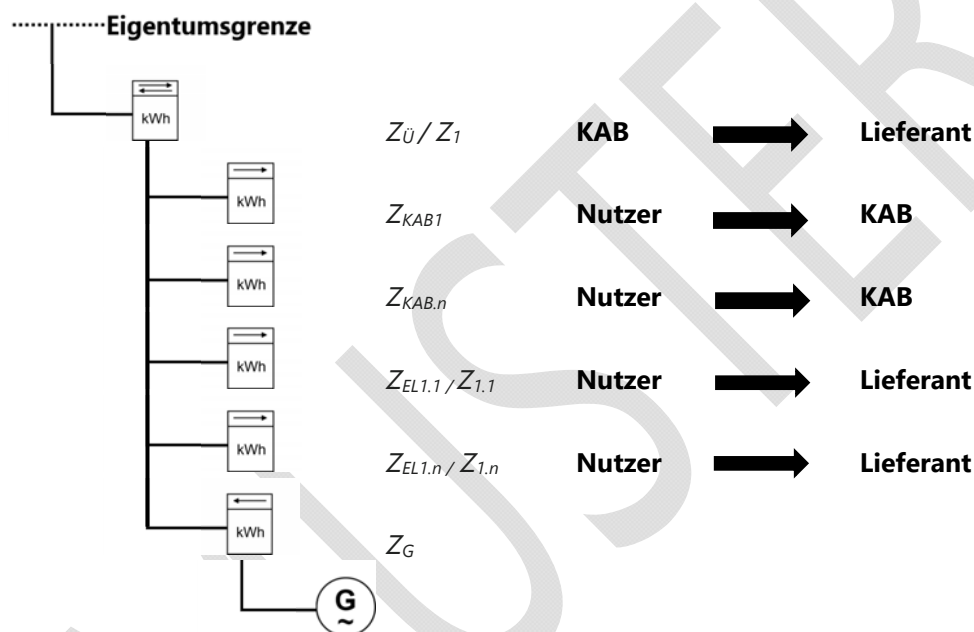 Eigentumsgrenze
kWh
Z_Ü / Z_1 KAB Lieferant
kWh
Z_KAB1 Nutzer KAB
kWh
Z_KAB.n Nutzer KAB
kWh
Z_EL1.1 / Z_1.1 Nutzer Lieferant
kWh
Z_EL1.n / Z_1.n Nutzer Lieferant
kWh
Z_G
G
~
MUSTER